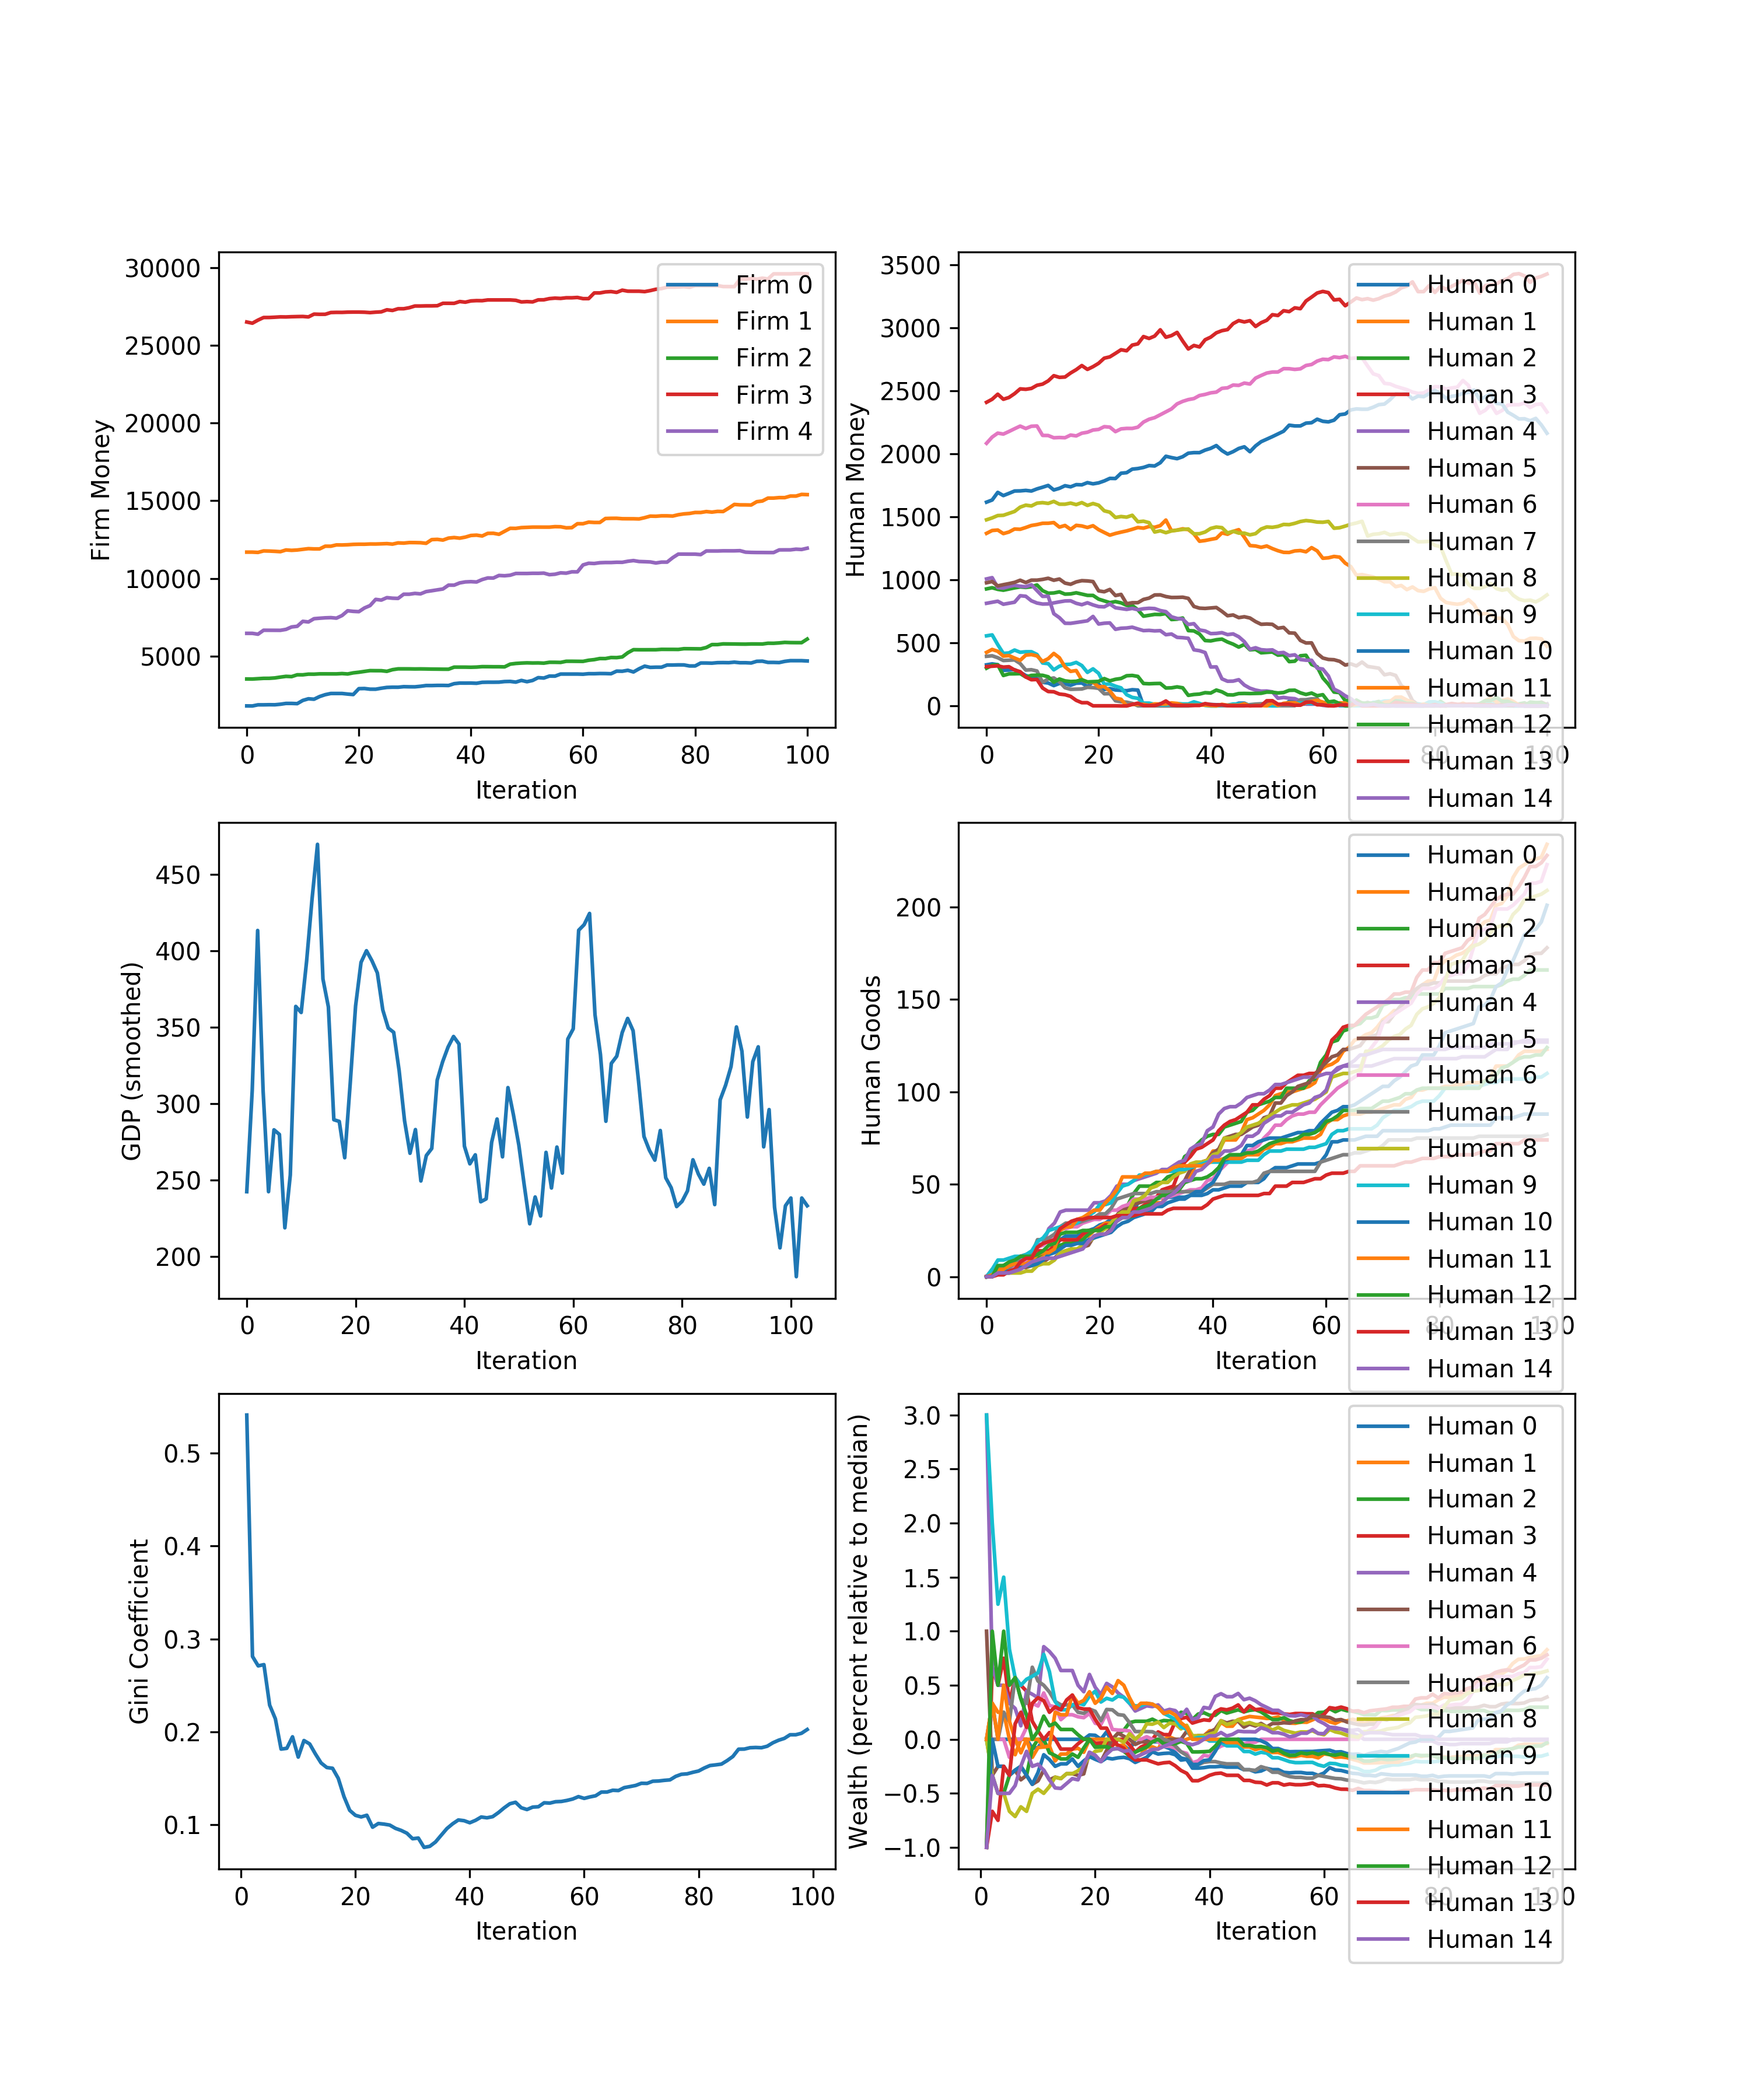 30000
25000
20000
15000
10000
5000
Firm Money
Firm 0
Firm 1
Firm 2
Firm 3
Firm 4
0 20 40 60 80 100
Iteration
3500
3000
2500
2000
1500
1000
500
0
Human Money
Human 0
Human 1
Human 2
Human 3
Human 4
Human 5
Human 6
Human 7
Human 8
Human 9
Human 10
Human 11
Human 12
Human 13
Human 14
0 20 40 60 80 100
Iteration
450
400
350
300
250
200
GDP (smoothed)
0 20 40 60 80 100
Iteration
200
150
100
50
0
Human Goods
Human 0
Human 1
Human 2
Human 3
Human 4
Human 5
Human 6
Human 7
Human 8
Human 9
Human 10
Human 11
Human 12
Human 13
Human 14
0 20 40 60 80 100
Iteration
0.5
0.4
0.3
0.2
0.1
Gini Coefficient
0 20 40 60 80 100
Iteration
3.0
2.5
2.0
1.5
1.0
0.5
0.0
−0.5
−1.0
Wealth (percent relative to median)
Human 0
Human 1
Human 2
Human 3
Human 4
Human 5
Human 6
Human 7
Human 8
Human 9
Human 10
Human 11
Human 12
Human 13
Human 14
0 20 40 60 80 100
Iteration